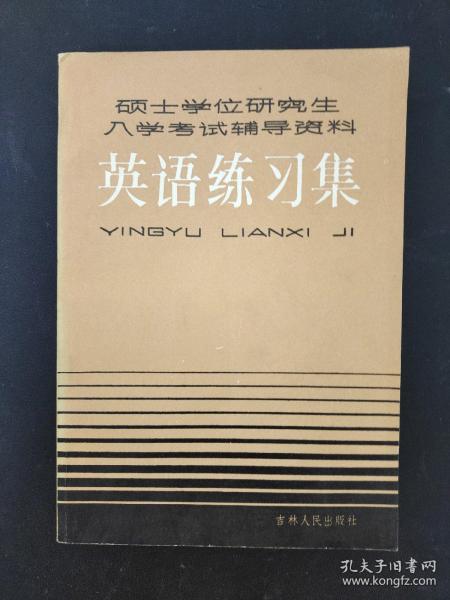 硕士学位研究生
入学考试辅导资料
英语练习集
YINGYU LIANXI JI
吉林人民出版社
孔夫子旧书网
www.kongfz.com